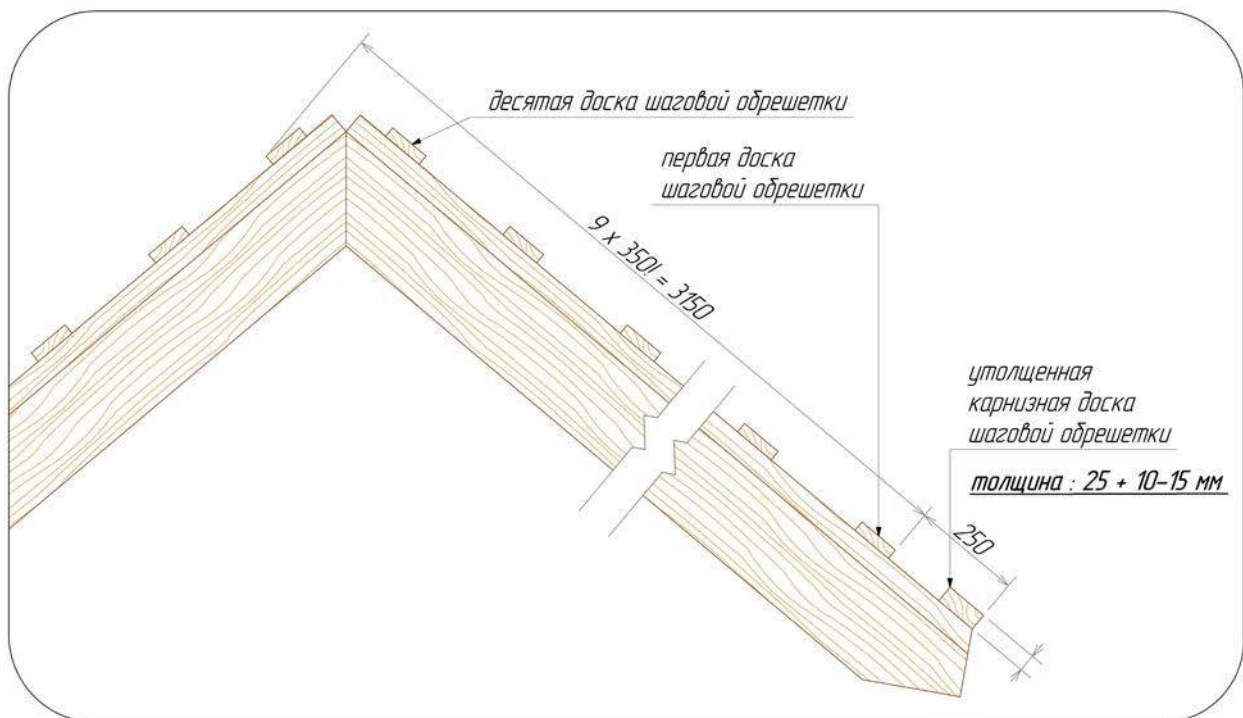 десятая доска шаговой обрешетки
первая доска
шаговой обрешетки
9 x 350! = 3150
утолщенная
карнизная доска
шаговой обрешетки
толщина : 25 + 10-15 мм
250